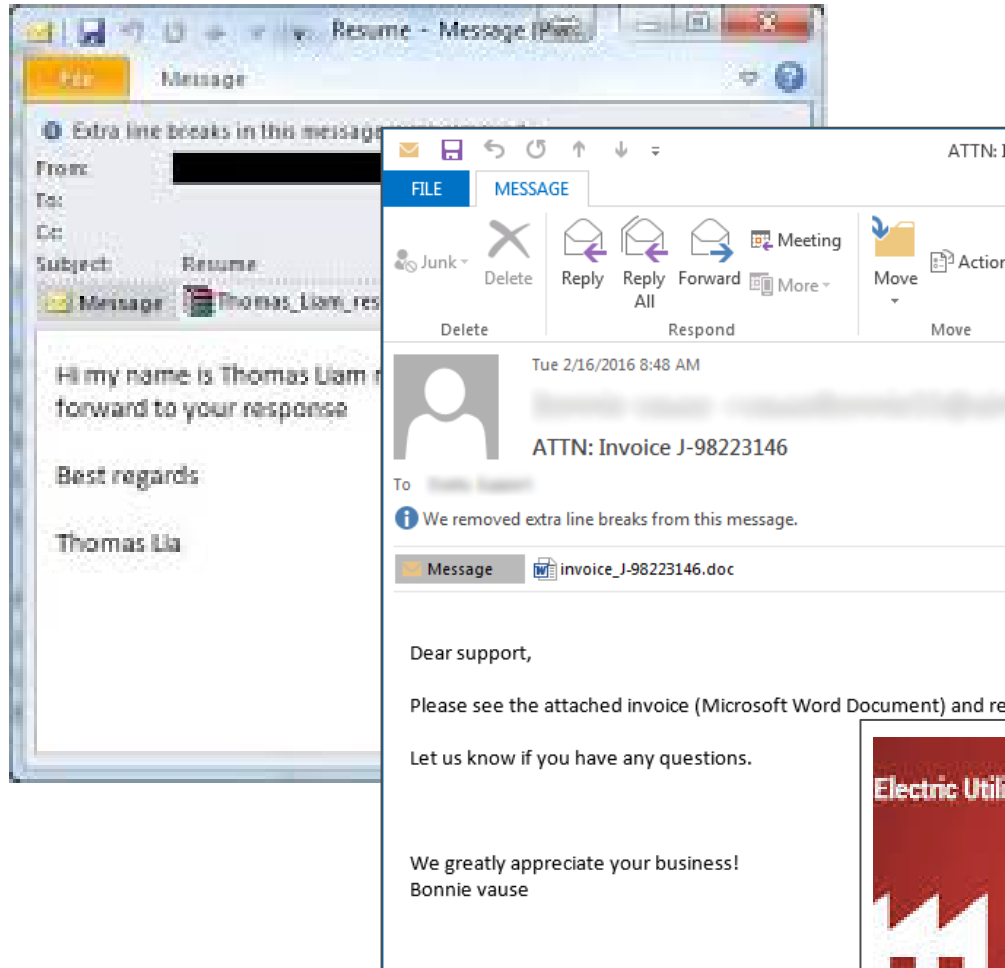 Resume - Message
File Message
Extra line breaks in this message
From:
To:
Cc:
Subject: Resume
Message Thomas_Liam_res
Hi my name is Thomas Liam
forward to your response
Best regards
Thomas Lia
ATTN: I
FILE MESSAGE
Junk
Delete
Reply
Reply All
Forward
Meeting
More
Move
Action
Delete Respond Move
Tue 2/16/2016 8:48 AM
ATTN: Invoice J-98223146
To
We removed extra line breaks from this message.
Message invoice_J-98223146.doc
Dear support,
Please see the attached invoice (Microsoft Word Document) and re
Let us know if you have any questions.
We greatly appreciate your business!
Bonnie vause
Electric Utili